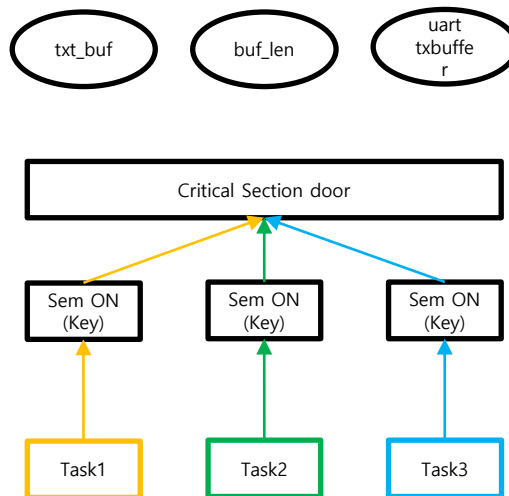 txt_buf
buf_len
uart
txbuffe
r
Critical Section door
Sem ON
(Key)
Sem ON
(Key)
Sem ON
(Key)
Task1
Task2
Task3